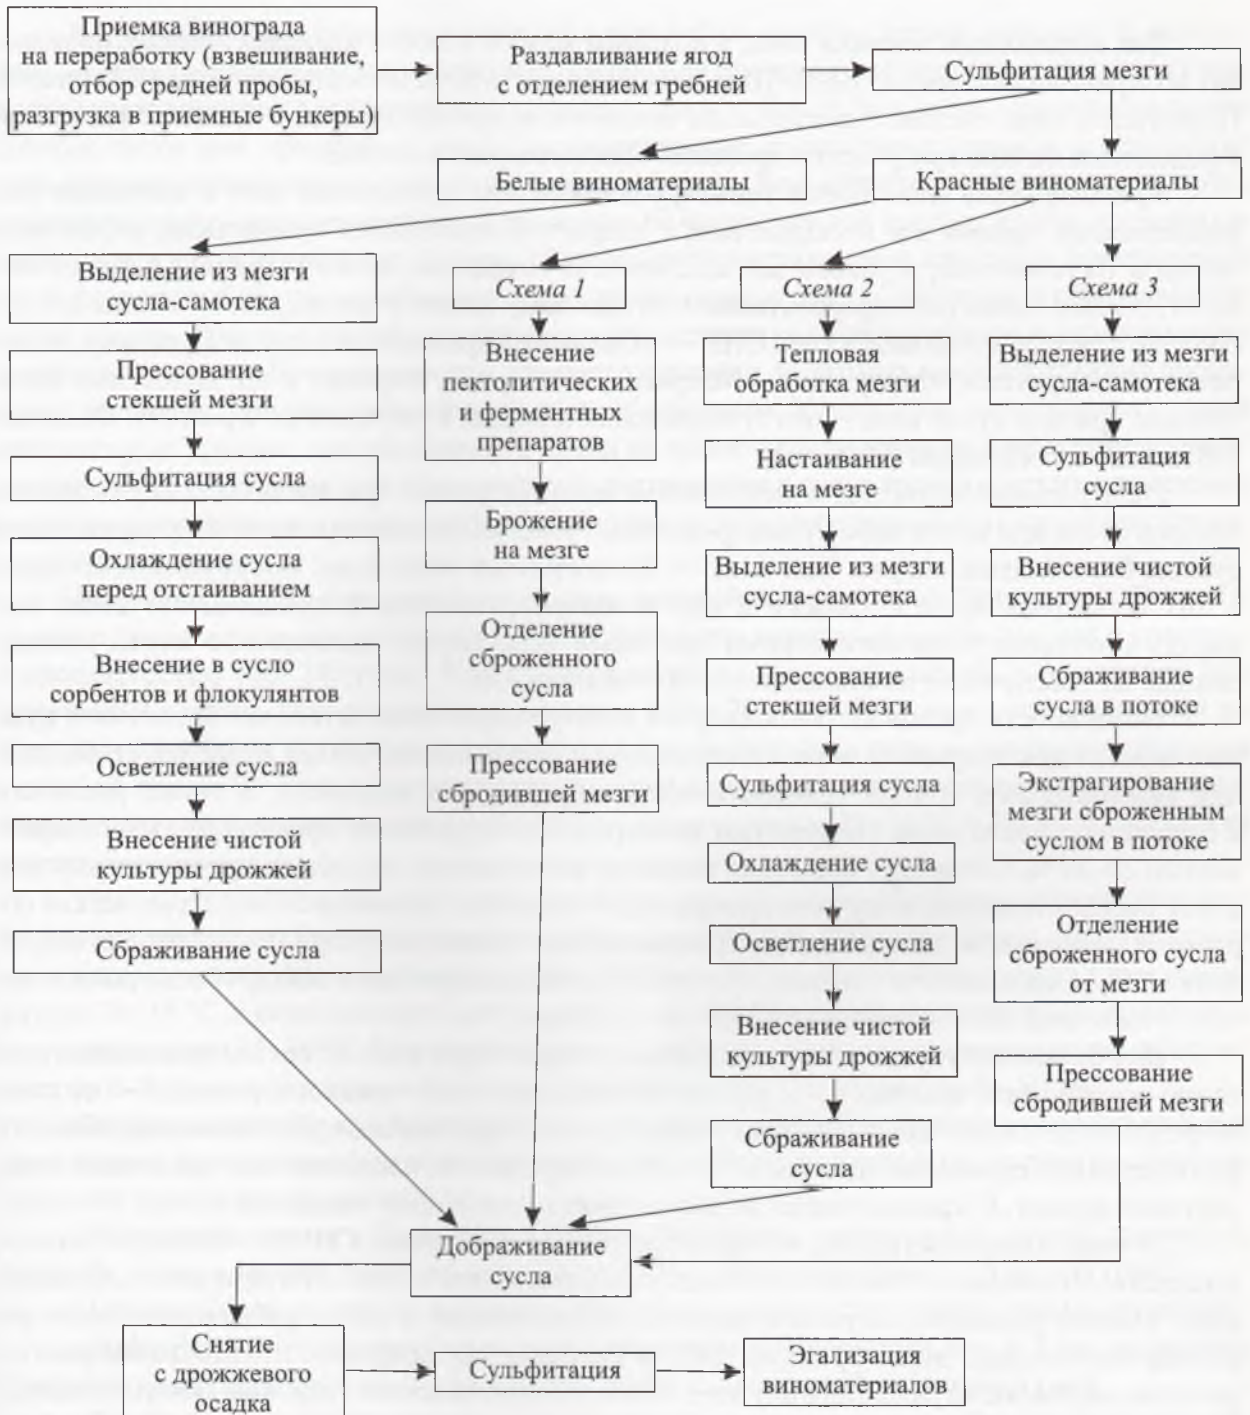 Приемка винограда
на переработку (взвешивание,
отбор средней пробы,
разгрузка в приемные бункеры)
Раздавливание ягод
с отделением гребней
Сульфитация мезги
Белые виноматериалы
Красные виноматериалы
Выделение из мезги
сусла-самотека
Прессование
стекшей мезги
Сульфитация сусла
Охлаждение сусла
перед отстаиванием
Внесение в сусло
сорбентов и флокулянтов
Осветление сусла
Внесение чистой
культуры дрожжей
Сбраживание сусла
Схема 1
Внесение
пектолитических
и ферментных
препаратов
Брожение
на мезге
Отделение
сброженного
сусла
Прессование
сбродившей мезги
Схема 2
Тепловая
обработка мезги
Настаивание
на мезге
Выделение из мезги
сусла-самотека
Прессование
стекшей мезги
Сульфитация сусла
Охлаждение сусла
Осветление сусла
Внесение чистой
культуры дрожжей
Сбраживание
сусла
Схема 3
Выделение из мезги
сусла-самотека
Сульфитация
сусла
Внесение чистой
культуры дрожжей
Сбраживание
сусла в потоке
Экстрагирование
мезги сброженным
суслом в потоке
Отделение
сброженного сусла
от мезги
Прессование
сбродившей мезги
Дображивание
сусла
Снятие
с дрожжевого
осадка
Сульфитация
Эгализация
виноматериалов